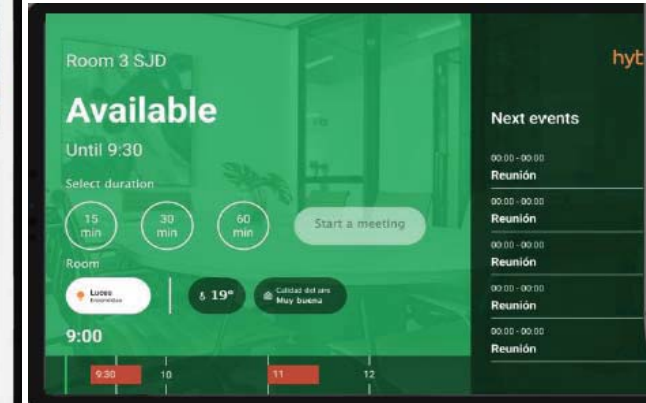 Room 3 SJD
Available
Until 9:30
Select duration
15 min
30 min
60 min
Start a meeting
Room
Luces
19°
Calidad del aire
Muy buena
9:00
9:30
10
11
12
hyb
Next events
00:00 - 00:00
Reunión
00:00 - 00:00
Reunión
00:00 - 00:00
Reunión
00:00 - 00:00
Reunión
00:00 - 00:00
Reunión